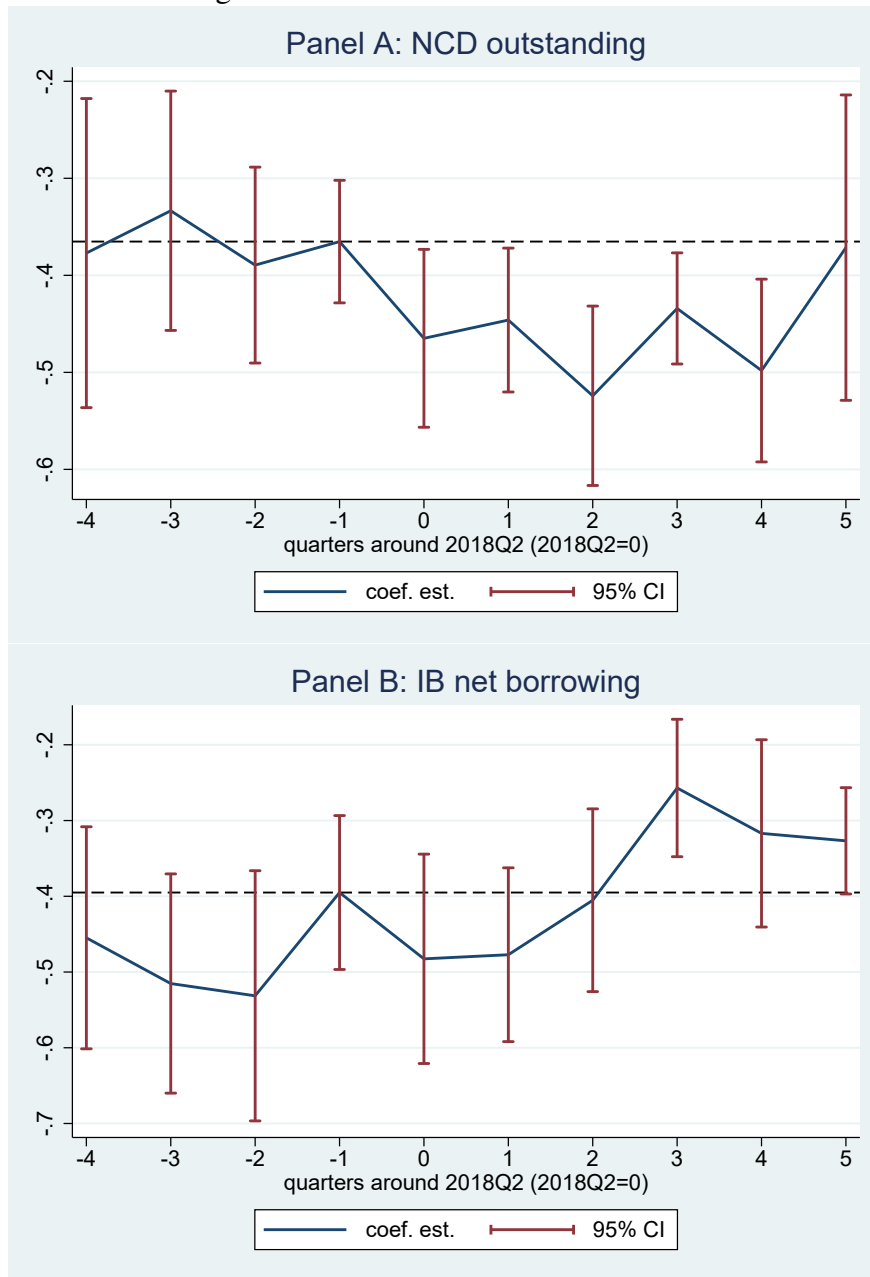 Panel A: NCD outstanding
-.2
-.3
-.4
-.5
-.6
-4 -3 -2 -1 0 1 2 3 4 5
quarters around 2018Q2 (2018Q2=0)
coef. est. 95% CI
Panel B: IB net borrowing
-.2
-.3
-.4
-.5
-.6
-.7
-4 -3 -2 -1 0 1 2 3 4 5
quarters around 2018Q2 (2018Q2=0)
coef. est. 95% CI